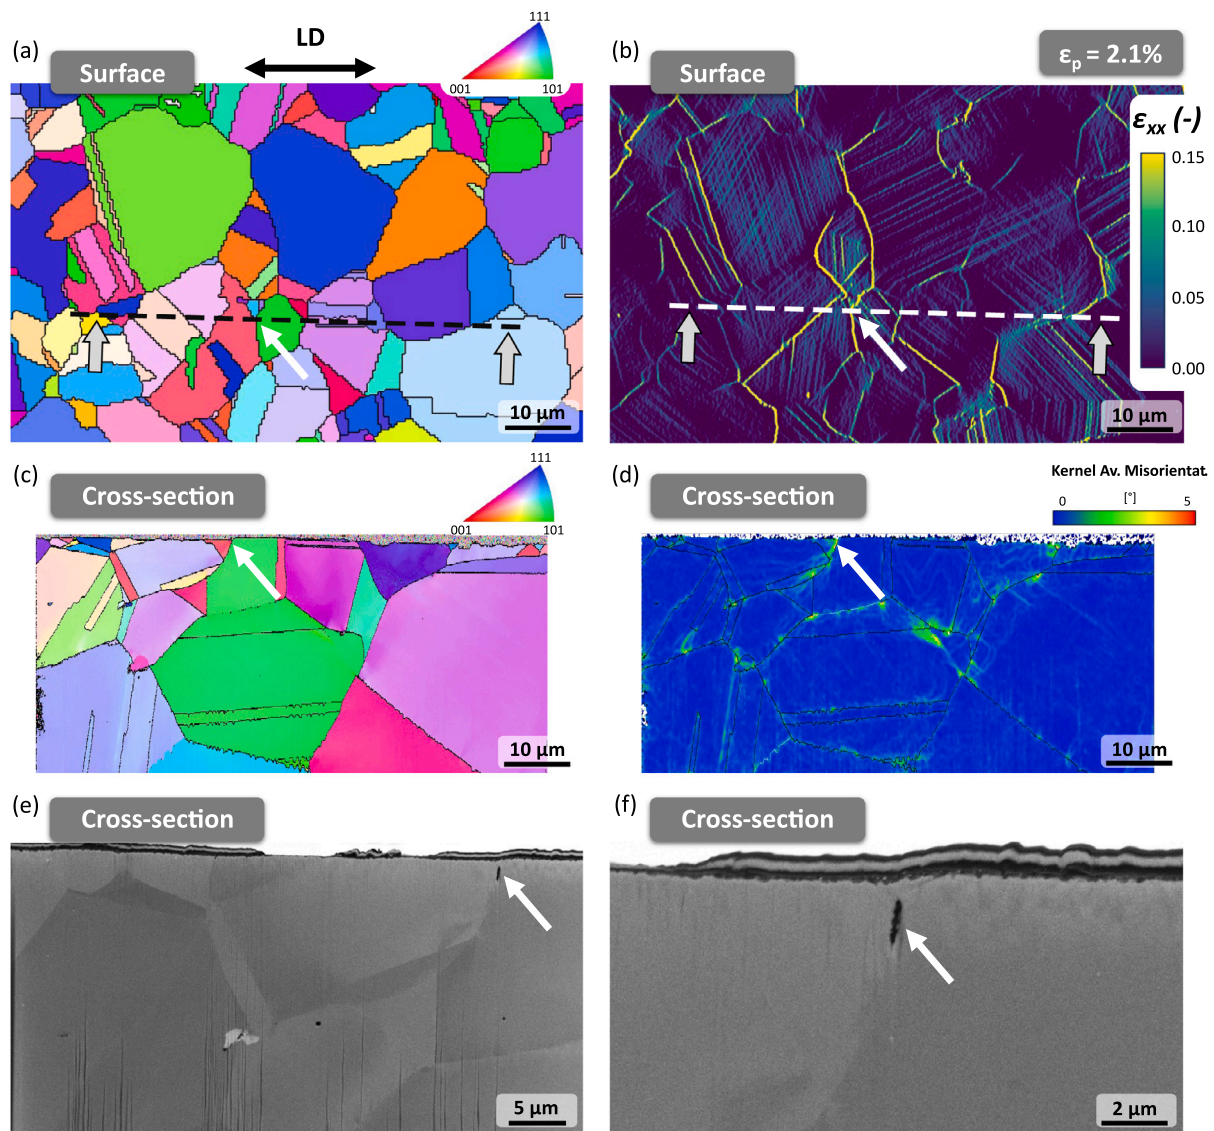 (a)
Surface
LD
111
001
101
10 µm
(b)
Surface
εp = 2.1%
εxx (-)
0.15
0.10
0.05
0.00
10 µm
(c)
Cross-section
111
001
101
10 µm
(d)
Cross-section
Kernel Av. Misorientat.
0
[°]
5
10 µm
(e)
Cross-section
5 µm
(f)
Cross-section
2 µm